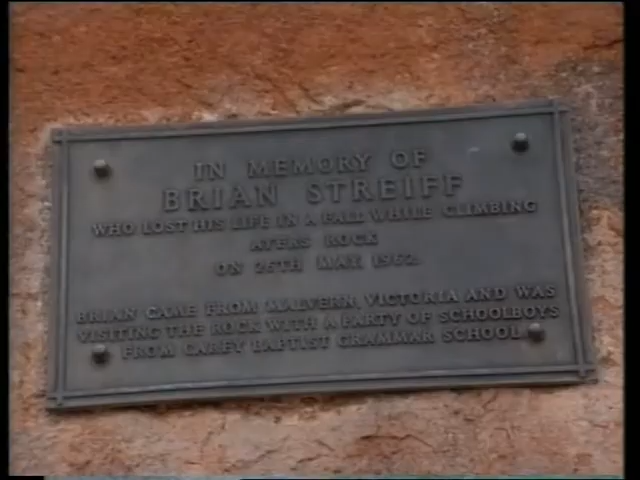 IN MEMORY OF
BRIAN STREIFF
WHO LOST HIS LIFE IN A FALL WHILE CLIMBING
AYERS ROCK
ON 26TH MAY. 1962.
BRIAN CAME FROM MALVERN, VICTORIA AND WAS
VISITING THE ROCK WITH A PARTY OF SCHOOLBOYS
FROM CAREY BAPTIST GRAMMAR SCHOOL